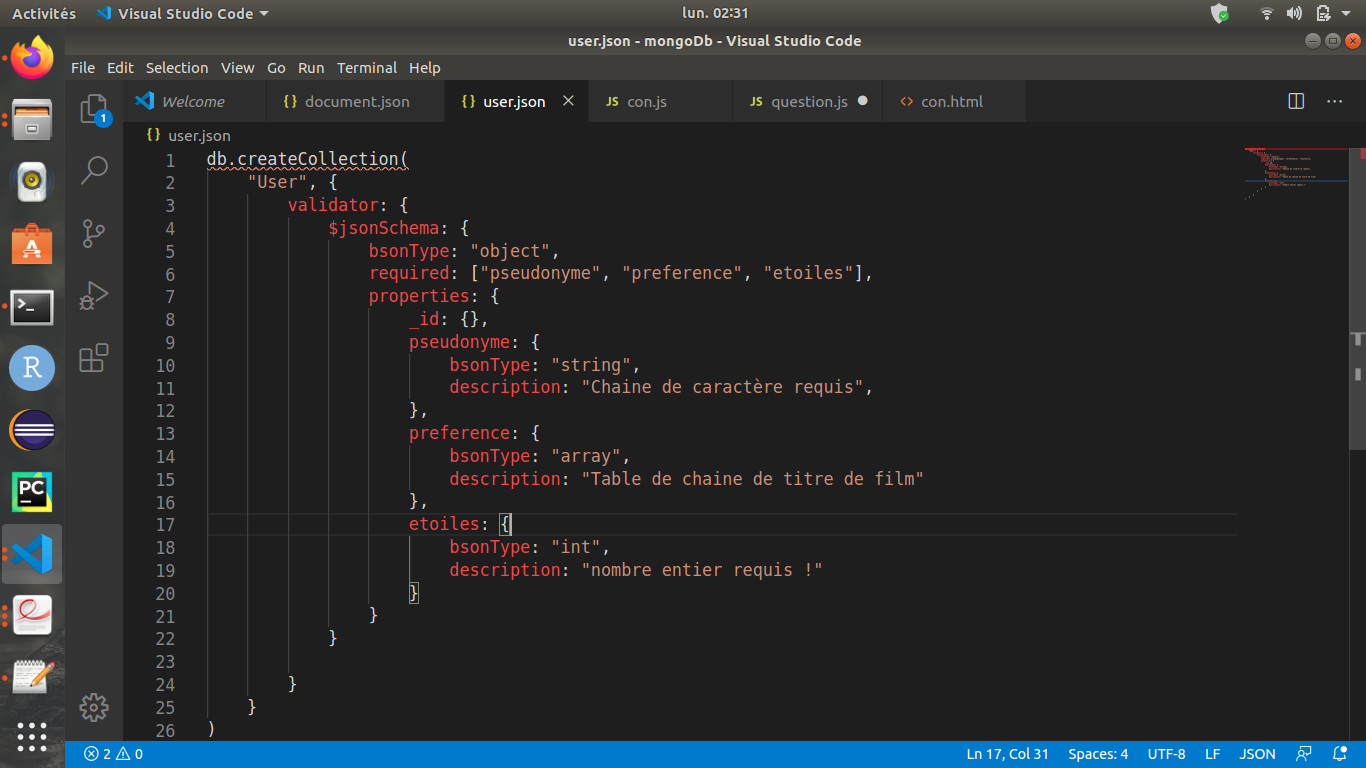 Activités Visual Studio Code lun. 02:31
user.json - mongoDb - Visual Studio Code
File Edit Selection View Go Run Terminal Help
Welcome {} document.json {} user.json JS con.js JS question.js <> con.html
{} user.json
1 db.createCollection(
2 "User", {
3 validator: {
4 $jsonSchema: {
5 bsonType: "object",
6 required: ["pseudonyme", "preference", "etoiles"],
7 properties: {
8 _id: {},
9 pseudonyme: {
10 bsonType: "string",
11 description: "Chaine de caractère requis",
12 },
13 preference: {
14 bsonType: "array",
15 description: "Table de chaine de titre de film"
16 },
17 etoiles: {
18 bsonType: "int",
19 description: "nombre entier requis !"
20 }
21 }
22 }
23
24 }
25 }
26 )
1
R
PC
2 0 Ln 17, Col 31 Spaces: 4 UTF-8 LF JSON